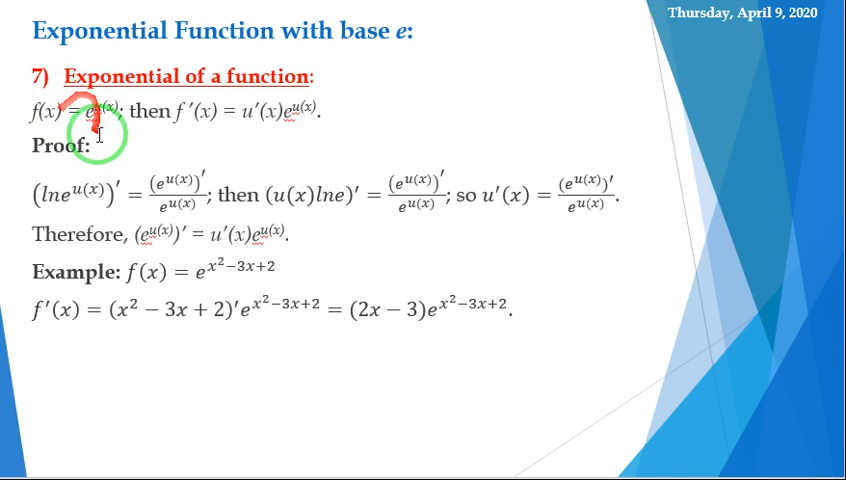 Thursday, April 9, 2020
Exponential Function with base e:
7) Exponential of a function:
f(x) = e^{u(x)}; then f '(x) = u'(x)e^{u(x)}.
Proof:
(lne^{u(x)})′ = (e^{u(x)})′/e^{u(x)}; then (u(x)lne)′ = (e^{u(x)})′/e^{u(x)}; so u′(x) = (e^{u(x)})′/e^{u(x)}.
Therefore, (e^{u(x)})' = u'(x)e^{u(x)}.
Example: f(x) = e^{x²−3x+2}
f′(x) = (x² − 3x + 2)′e^{x²−3x+2} = (2x − 3)e^{x²−3x+2}.